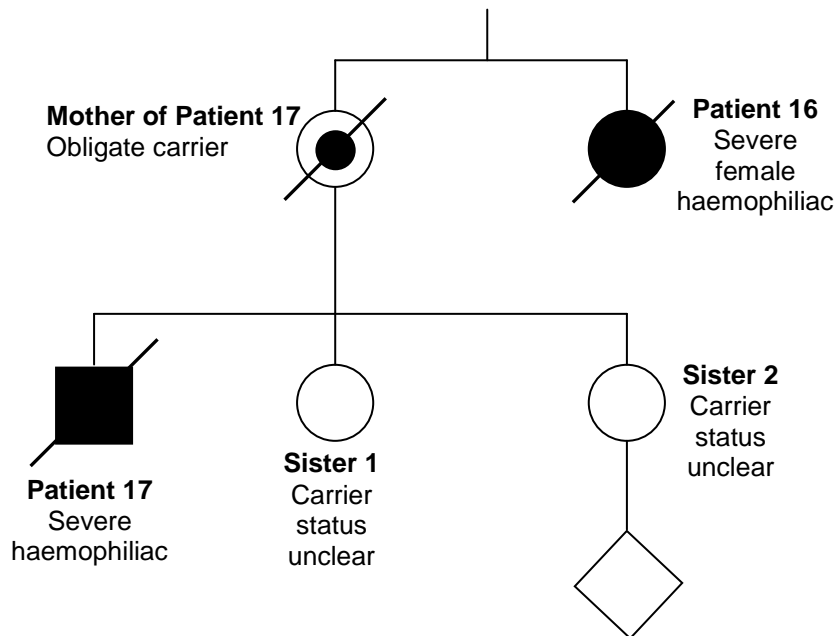 Mother of Patient 17
Obligate carrier
Patient 16
Severe
female
haemophiliac
Patient 17
Severe
haemophiliac
Sister 1
Carrier
status
unclear
Sister 2
Carrier
status
unclear